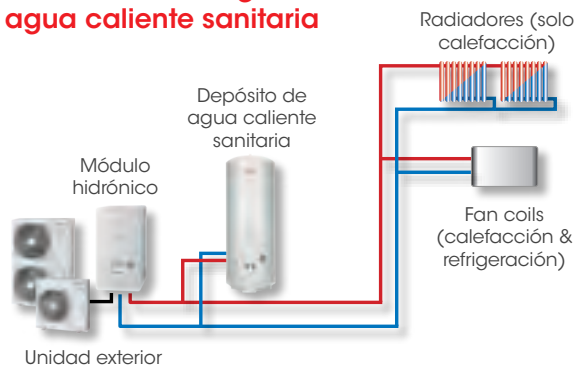 agua caliente sanitaria
Radiadores (solo
calefacción)
Depósito de
agua caliente
sanitaria
Módulo
hidrónico
Fan coils
(calefacción &
refrigeración)
Unidad exterior